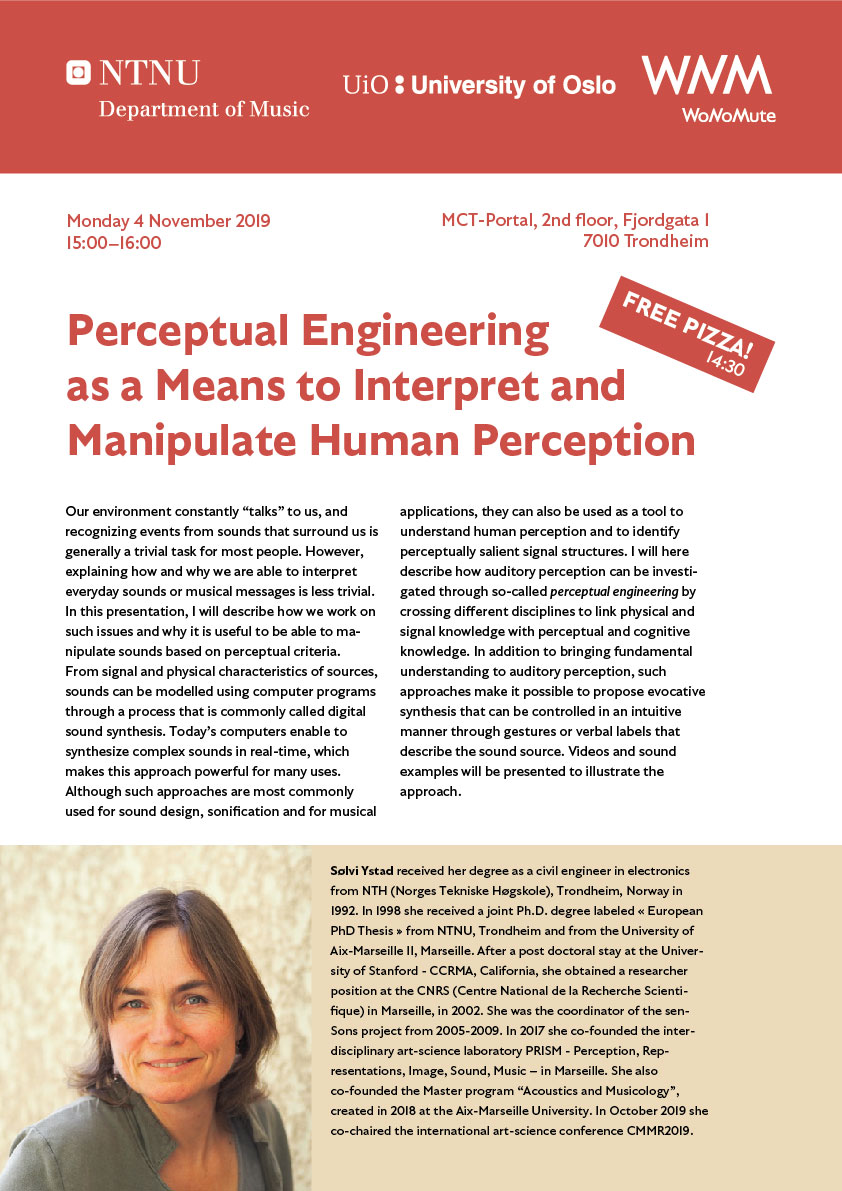 NTNU
Department of Music
UiO : University of Oslo
WNM
WoNoMute
Monday 4 November 2019
15:00–16:00
MCT-Portal, 2nd floor, Fjordgata 1
7010 Trondheim
FREE PIZZA!
14:30
Perceptual Engineering
as a Means to Interpret and
Manipulate Human Perception
Our environment constantly “talks” to us, and
recognizing events from sounds that surround us is
generally a trivial task for most people. However,
explaining how and why we are able to interpret
everyday sounds or musical messages is less trivial.
In this presentation, I will describe how we work on
such issues and why it is useful to be able to ma-
nipulate sounds based on perceptual criteria.
From signal and physical characteristics of sources,
sounds can be modelled using computer programs
through a process that is commonly called digital
sound synthesis. Today’s computers enable to
synthesize complex sounds in real-time, which
makes this approach powerful for many uses.
Although such approaches are most commonly
used for sound design, sonification and for musical
applications, they can also be used as a tool to
understand human perception and to identify
perceptually salient signal structures. I will here
describe how auditory perception can be investi-
gated through so-called perceptual engineering by
crossing different disciplines to link physical and
signal knowledge with perceptual and cognitive
knowledge. In addition to bringing fundamental
understanding to auditory perception, such
approaches make it possible to propose evocative
synthesis that can be controlled in an intuitive
manner through gestures or verbal labels that
describe the sound source. Videos and sound
examples will be presented to illustrate the
approach.
Sølvi Ystad received her degree as a civil engineer in electronics
from NTH (Norges Tekniske Høgskole), Trondheim, Norway in
1992. In 1998 she received a joint Ph.D. degree labeled « European
PhD Thesis » from NTNU, Trondheim and from the University of
Aix-Marseille II, Marseille. After a post doctoral stay at the Univer-
sity of Stanford - CCRMA, California, she obtained a researcher
position at the CNRS (Centre National de la Recherche Scienti-
fique) in Marseille, in 2002. She was the coordinator of the sen-
Sons project from 2005-2009. In 2017 she co-founded the inter-
disciplinary art-science laboratory PRISM - Perception, Rep-
resentations, Image, Sound, Music – in Marseille. She also
co-founded the Master program “Acoustics and Musicology”,
created in 2018 at the Aix-Marseille University. In October 2019 she
co-chaired the international art-science conference CMMR2019.